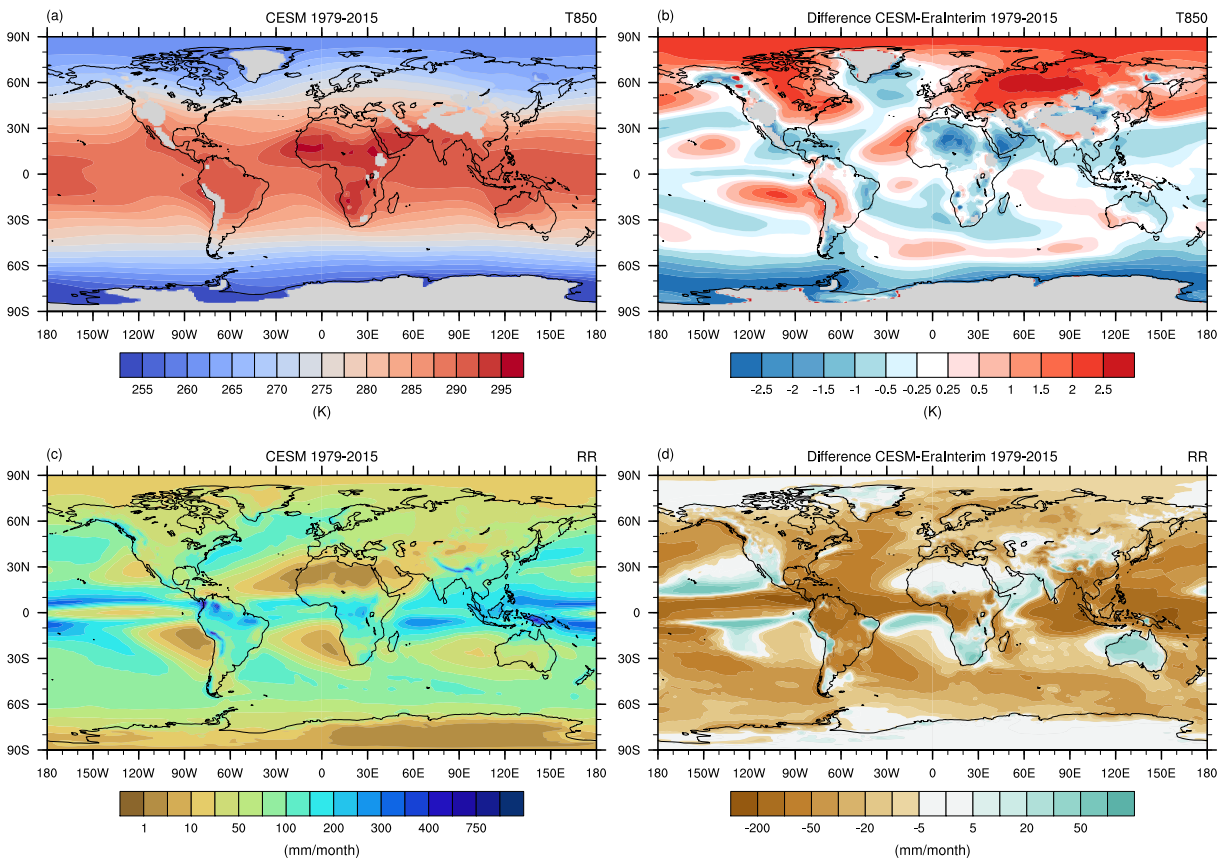 (a) CESM 1979-2015 T850
90N
60N
30N
0
30S
60S
90S
180 150W 120W 90W 60W 30W 0 30E 60E 90E 120E 150E 180
255 260 265 270 275 280 285 290 295
(K)
(b) Difference CESM-EraInterim 1979-2015 T850
90N
60N
30N
0
30S
60S
90S
180 150W 120W 90W 60W 30W 0 30E 60E 90E 120E 150E 180
-2.5 -2 -1.5 -1 -0.5 -0.25 0.25 0.5 1 1.5 2 2.5
(K)
(c) CESM 1979-2015 RR
90N
60N
30N
0
30S
60S
90S
180 150W 120W 90W 60W 30W 0 30E 60E 90E 120E 150E 180
1 10 50 100 200 300 400 750
(mm/month)
(d) Difference CESM-EraInterim 1979-2015 RR
90N
60N
30N
0
30S
60S
90S
180 150W 120W 90W 60W 30W 0 30E 60E 90E 120E 150E 180
-200 -50 -20 -5 5 20 50
(mm/month)